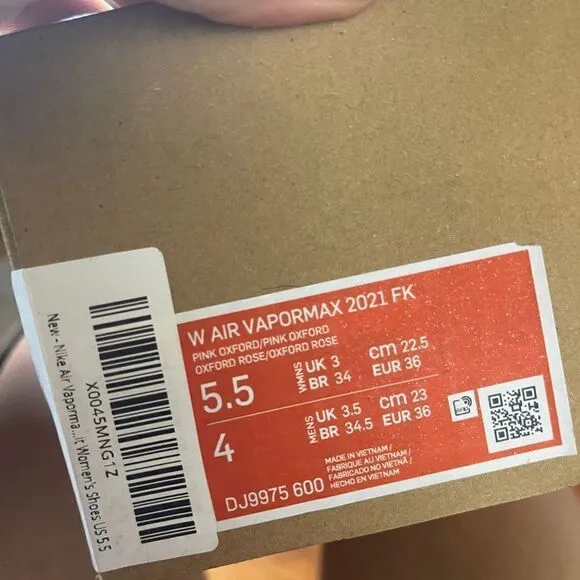 New - Nike Air Vaporma...it Women's Shoes US 5.5
X0045MNG1Z
W AIR VAPORMAX 2021 FK
PINK OXFORD/PINK OXFORD
OXFORD ROSE/OXFORD ROSE
5.5
WMNS
UK 3
cm 22.5
BR 34
EUR 36
4
MENS
UK 3.5
cm 23
BR 34.5
EUR 36
MADE IN VIETNAM /
FABRIQUE AU VIETNAM /
FABRICADO NO VIETNÃ /
HECHO EN VIETNAM
DJ9975 600